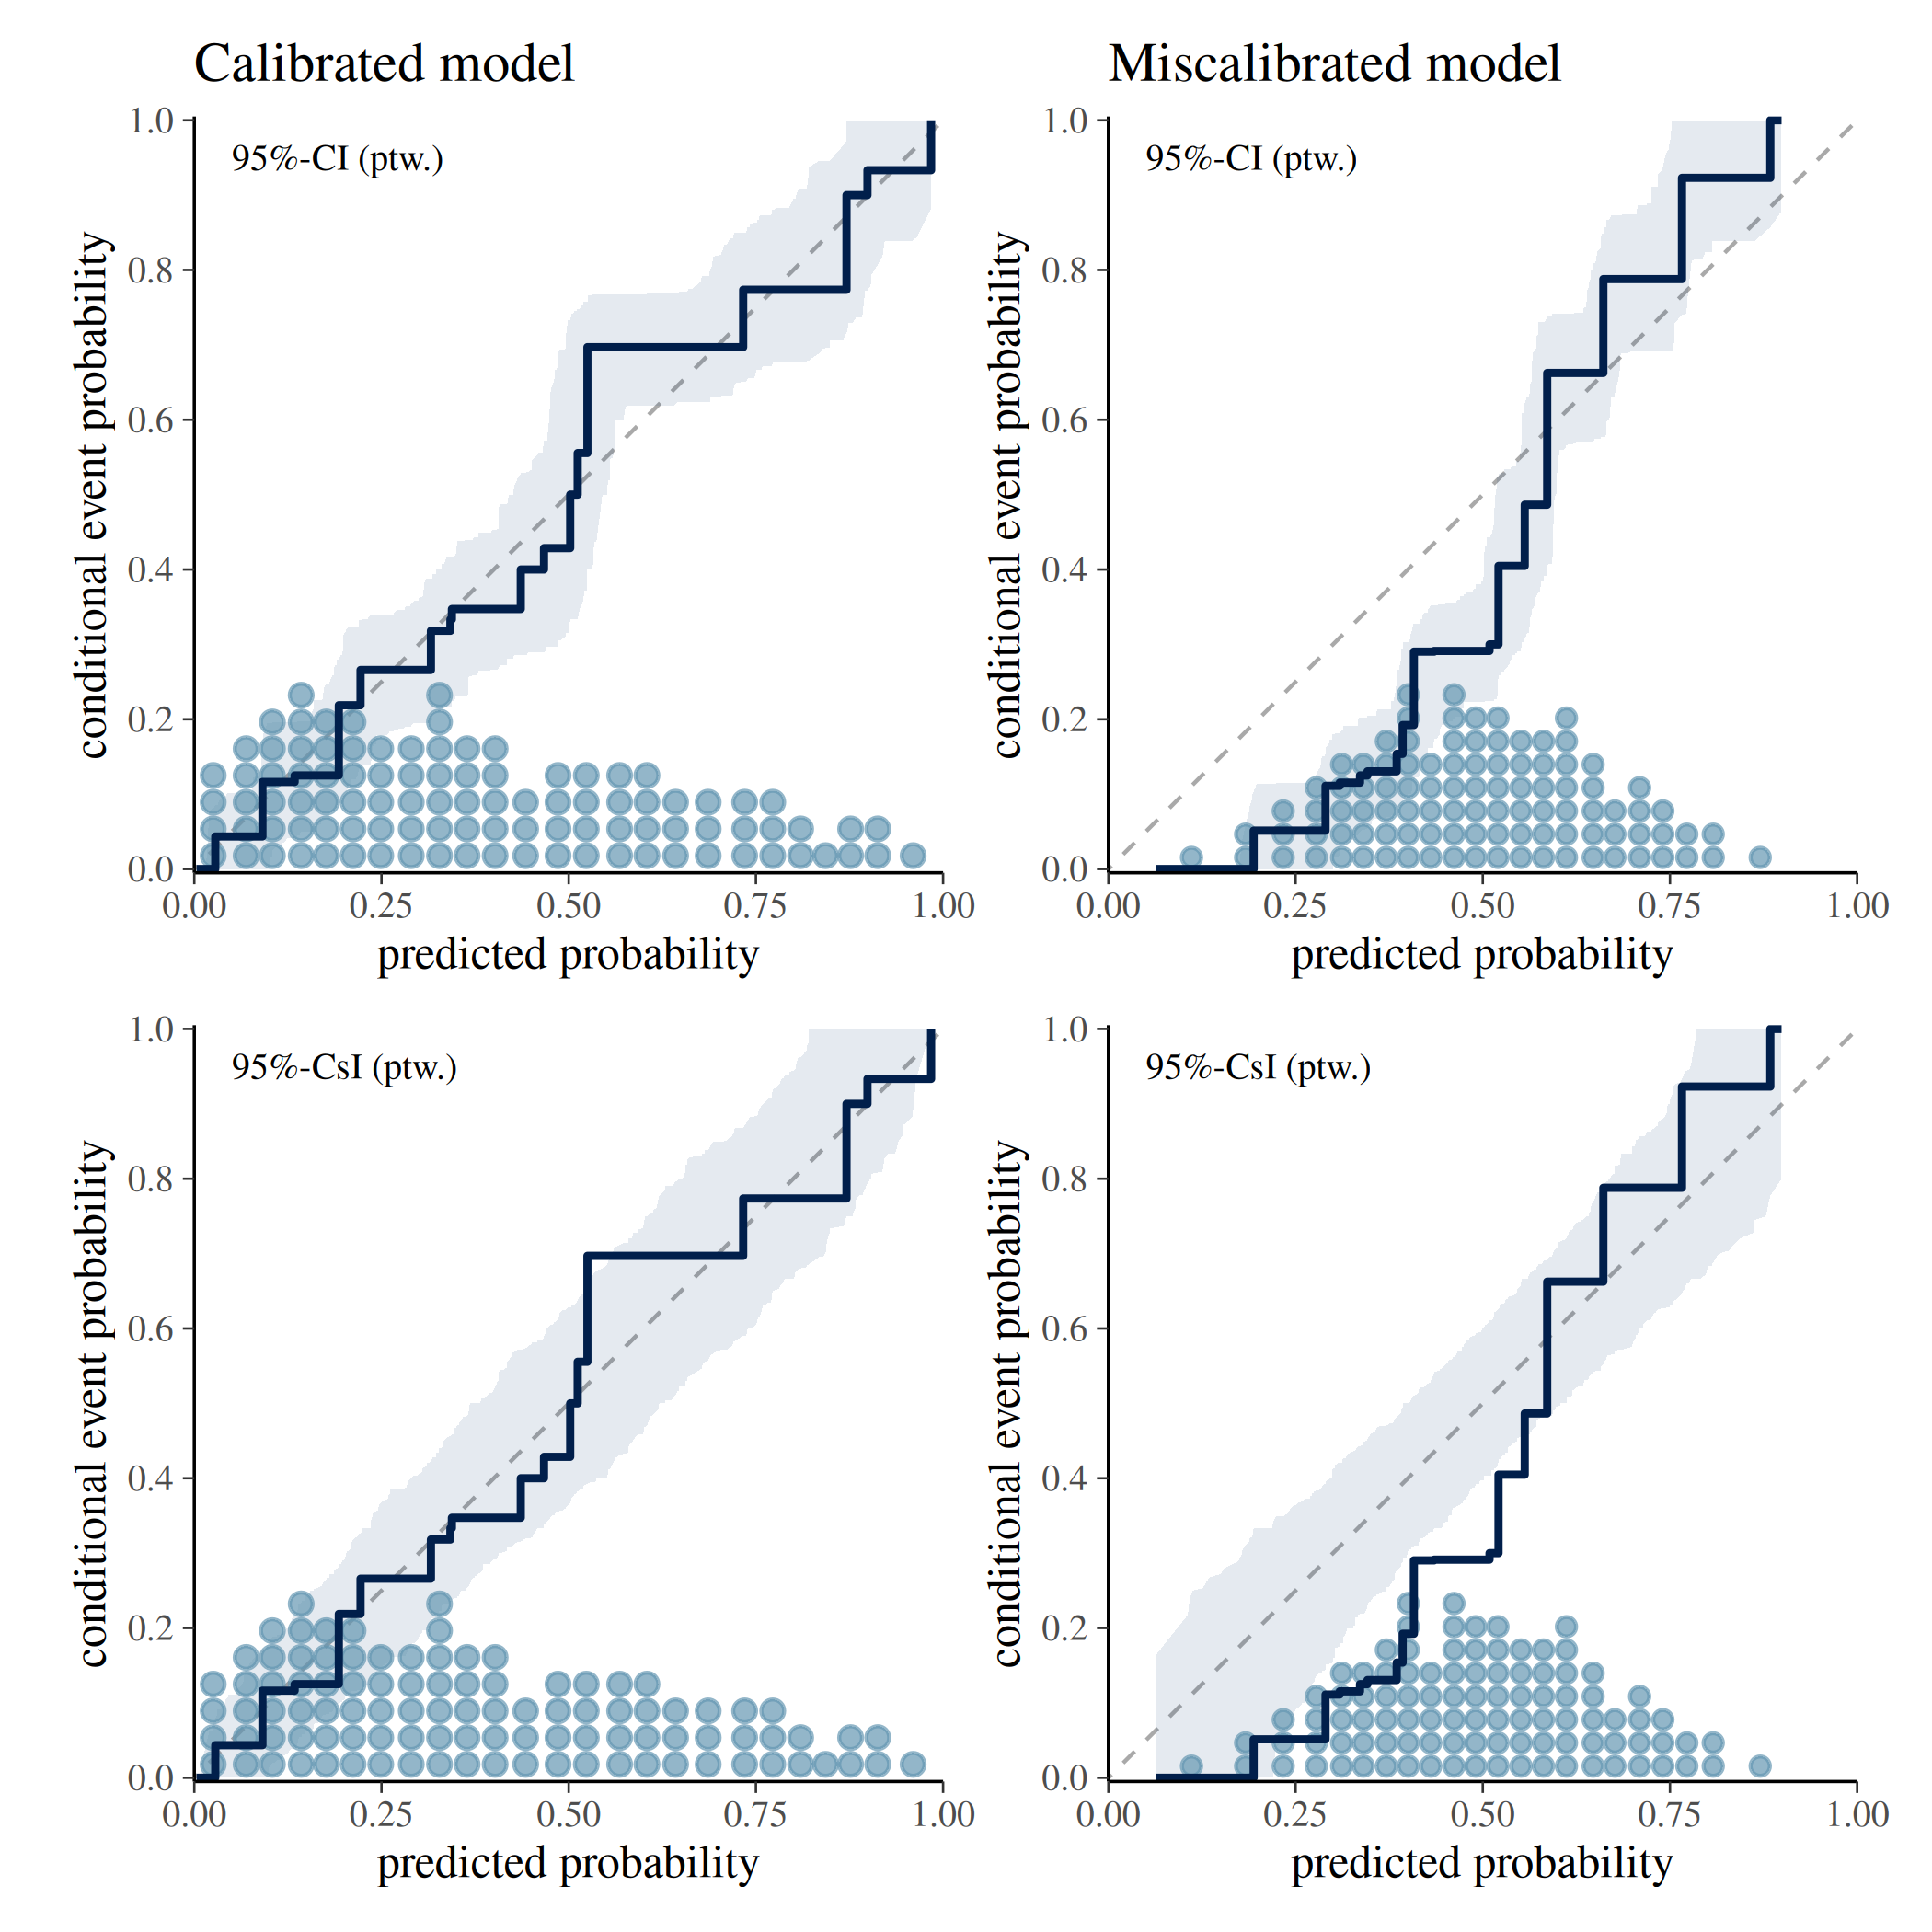 Calibrated model
Miscalibrated model
1.0
0.8
0.6
0.4
0.2
0.0
conditional event probability
95%-CI (ptw.)
0.00 0.25 0.50 0.75 1.00
predicted probability
1.0
0.8
0.6
0.4
0.2
0.0
conditional event probability
95%-CI (ptw.)
0.00 0.25 0.50 0.75 1.00
predicted probability
1.0
0.8
0.6
0.4
0.2
0.0
conditional event probability
95%-CsI (ptw.)
0.00 0.25 0.50 0.75 1.00
predicted probability
1.0
0.8
0.6
0.4
0.2
0.0
conditional event probability
95%-CsI (ptw.)
0.00 0.25 0.50 0.75 1.00
predicted probability